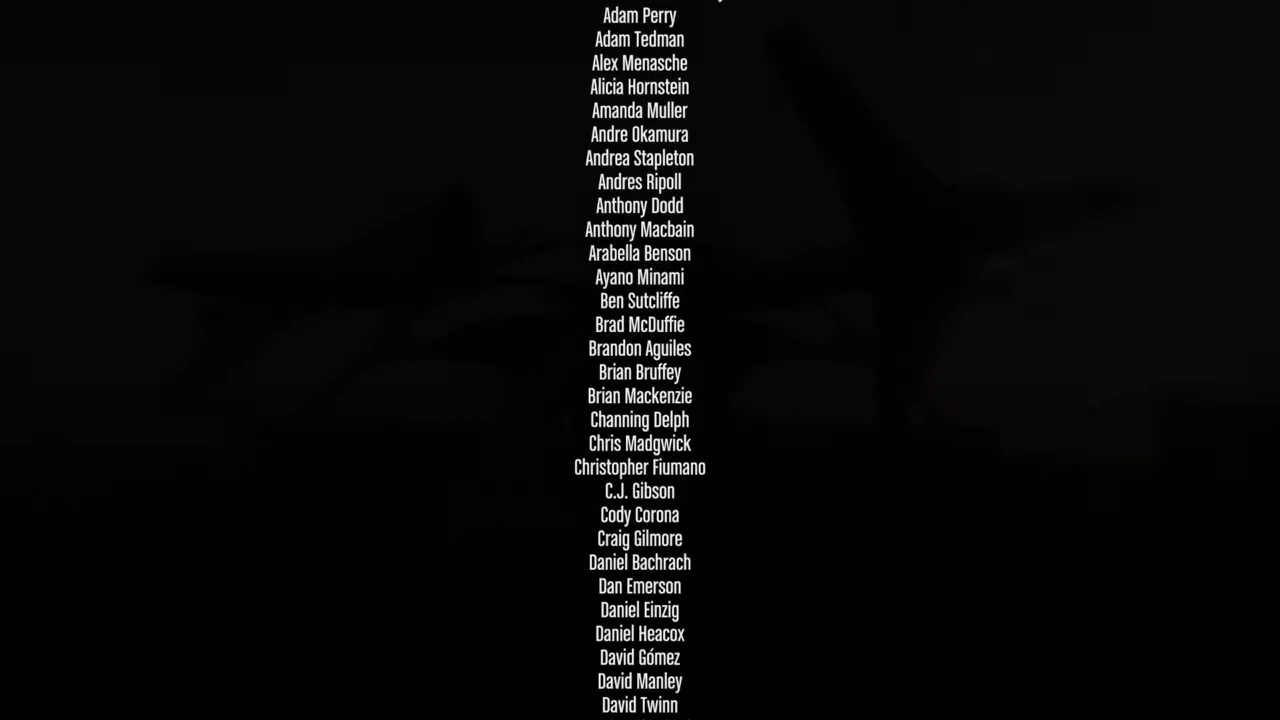 Adam Perry
Adam Tedman
Alex Menasche
Alicia Hornstein
Amanda Muller
Andre Okamura
Andrea Stapleton
Andres Ripoll
Anthony Dodd
Anthony Macbain
Arabella Benson
Ayano Minami
Ben Sutcliffe
Brad McDuffie
Brandon Aguiles
Brian Bruffey
Brian Mackenzie
Channing Delph
Chris Madgwick
Christopher Fiumano
C.J. Gibson
Cody Corona
Craig Gilmore
Daniel Bachrach
Dan Emerson
Daniel Einzig
Daniel Heacox
David Gómez
David Manley
David Twinn